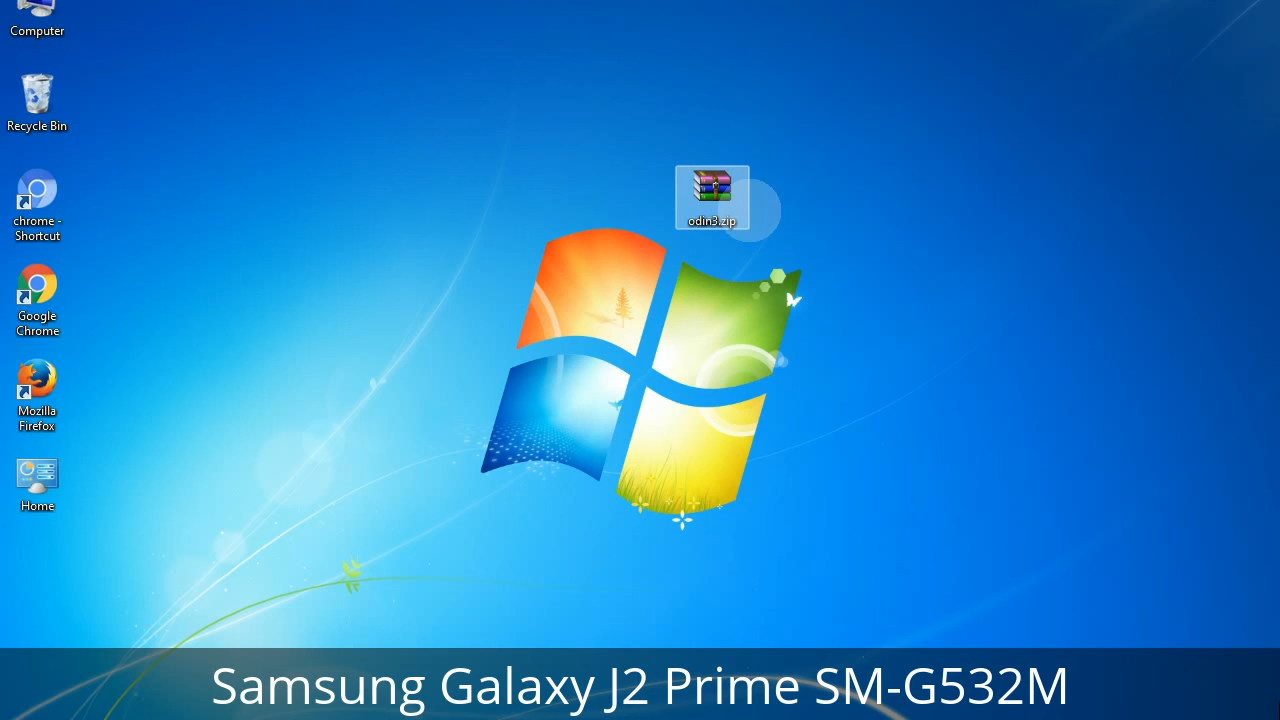 Computer
Recycle Bin
chrome -
Shortcut
Google
Chrome
Mozilla
Firefox
Home
odin3.zip
Samsung Galaxy J2 Prime SM-G532M